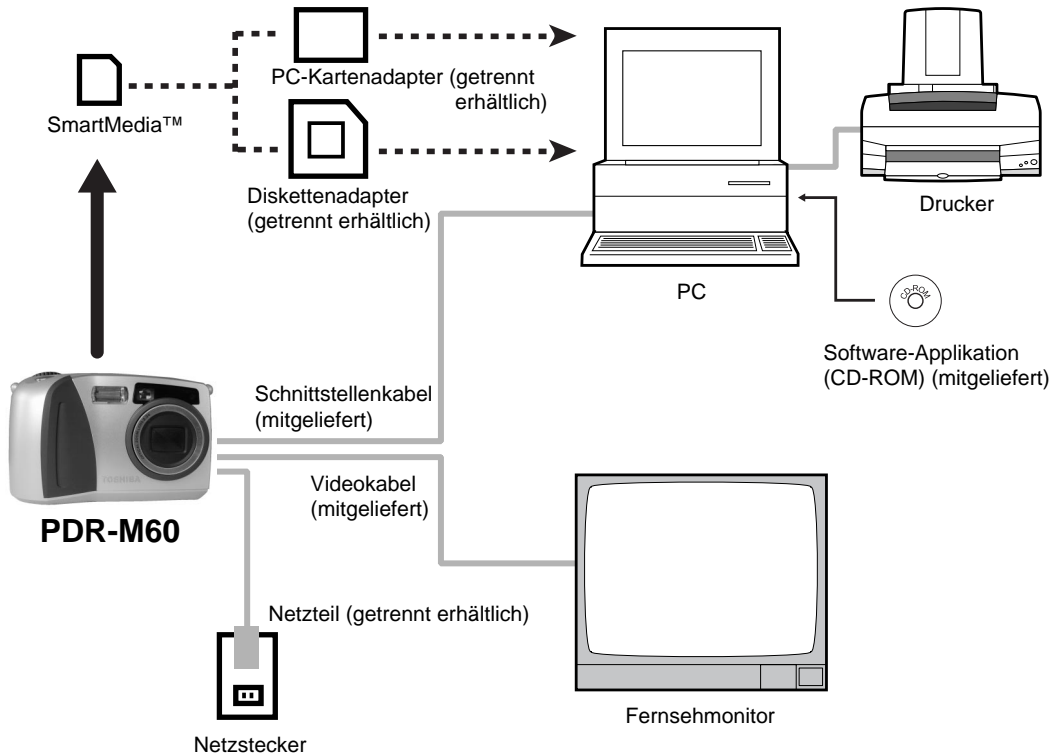 PC-Kartenadapter (getrennt
erhältlich)
SmartMedia™
Diskettenadapter
(getrennt erhältlich)
Drucker
PC
CD-ROM
Software-Applikation
(CD-ROM) (mitgeliefert)
Schnittstellenkabel
(mitgeliefert)
TOSHIBA
PDR-M60
Videokabel
(mitgeliefert)
Netzteil (getrennt erhältlich)
Fernsehmonitor
Netzstecker